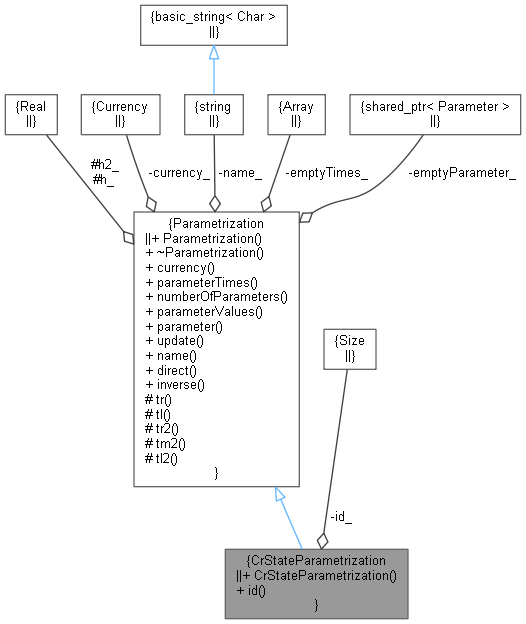 {basic_string< Char >
||}
{Real
||}
{Currency
||}
{string
||}
{Array
||}
{shared_ptr< Parameter >
||}
#h2_
#h_
-currency_
-name_
-emptyTimes_
-emptyParameter_
{Parametrization
||+ Parametrization()
+ ~Parametrization()
+ currency()
+ parameterTimes()
+ numberOfParameters()
+ parameterValues()
+ parameter()
+ update()
+ name()
+ direct()
+ inverse()
# tr()
# tl()
# tr2()
# tm2()
# tl2()
}
{Size
||}
-id_
{CrStateParametrization
||+ CrStateParametrization()
+ id()
}